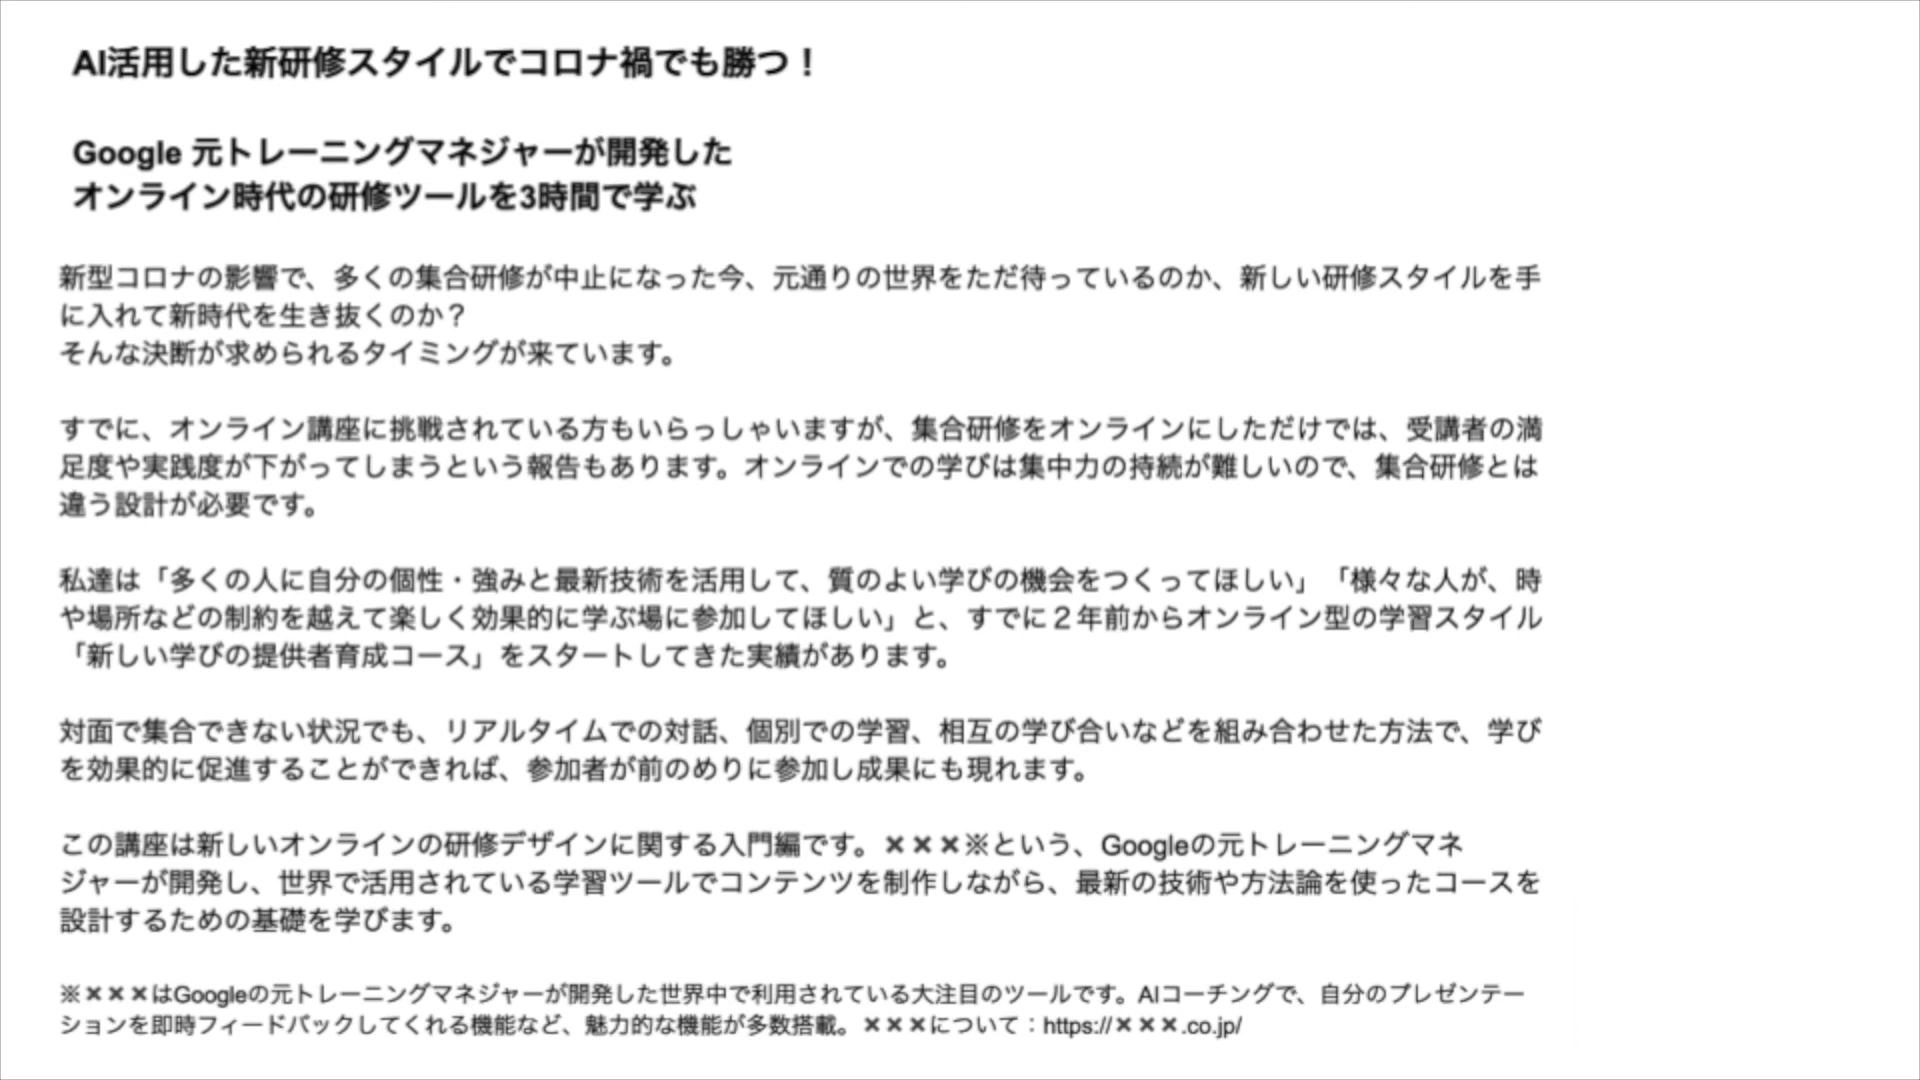 AI活用した新研修スタイルでコロナ禍でも勝つ！
Google 元トレーニングマネジャーが開発した
オンライン時代の研修ツールを3時間で学ぶ
新型コロナの影響で、多くの集合研修が中止になった今、元通りの世界をただ待っているのか、新しい研修スタイルを手
に入れて新時代を生き抜くのか？
そんな決断が求められるタイミングが来ています。
すでに、オンライン講座に挑戦されている方もいらっしゃいますが、集合研修をオンラインにしただけでは、受講者の満
足度や実践度が下がってしまうという報告もあります。オンラインでの学びは集中力の持続が難しいので、集合研修とは
違う設計が必要です。
私達は「多くの人に自分の個性・強みと最新技術を活用して、質のよい学びの機会をつくってほしい」「様々な人が、時
や場所などの制約を越えて楽しく効果的に学ぶ場に参加してほしい」と、すでに２年前からオンライン型の学習スタイル
「新しい学びの提供者育成コース」をスタートしてきた実績があります。
対面で集合できない状況でも、リアルタイムでの対話、個別での学習、相互の学び合いなどを組み合わせた方法で、学び
を効果的に促進することができれば、参加者が前のめりに参加し成果にも現れます。
この講座は新しいオンラインの研修デザインに関する入門編です。✖✖✖※という、Googleの元トレーニングマネ
ジャーが開発し、世界で活用されている学習ツールでコンテンツを制作しながら、最新の技術や方法論を使ったコースを
設計するための基礎を学びます。
※✖✖✖はGoogleの元トレーニングマネジャーが開発した世界中で利用されている大注目のツールです。AIコーチングで、自分のプレゼンテー
ションを即時フィードバックしてくれる機能など、魅力的な機能が多数搭載。✖✖✖について：https://✖✖✖.co.jp/